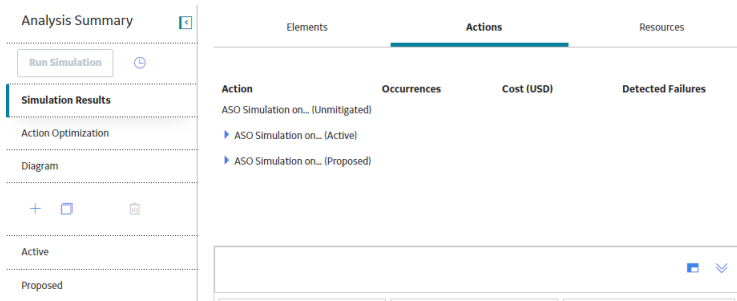 Analysis Summary
Run Simulation
Simulation Results
Action Optimization
Diagram
Active
Proposed
Elements Actions Resources
Action Occurrences Cost (USD) Detected Failures
ASO Simulation on... (Unmitigated)
ASO Simulation on... (Active)
ASO Simulation on... (Proposed)